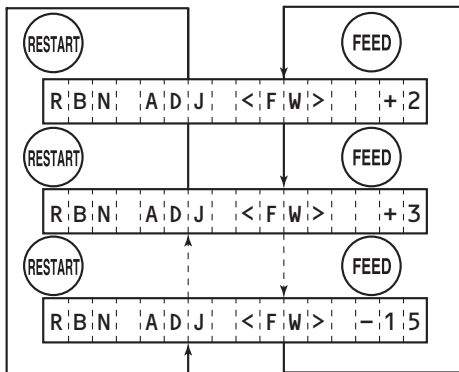 RESTART FEED
RBN ADJ <FW> +2
RESTART FEED
RBN ADJ <FW> +3
RESTART FEED
RBN ADJ <FW> -15